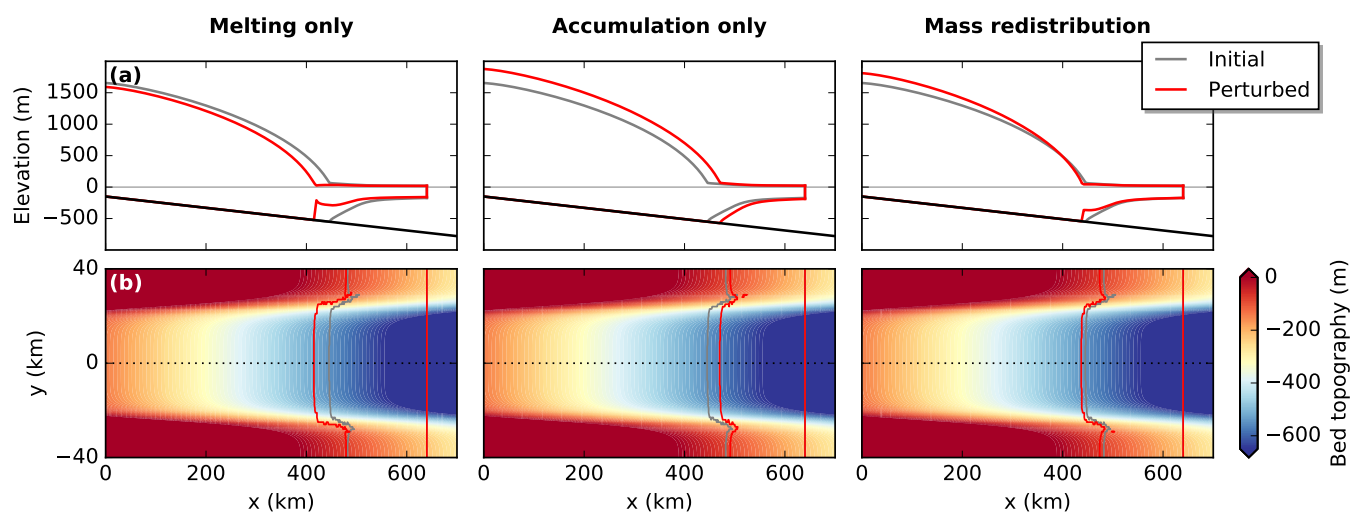 Melting only
Accumulation only
Mass redistribution
Initial
Perturbed
(a)
Elevation (m)
1500
1000
500
0
−500
(b)
y (km)
40
0
−40
0 200 400 600
0 200 400 600
0 200 400 600
x (km)
x (km)
x (km)
0
−200
−400
−600
Bed topography (m)